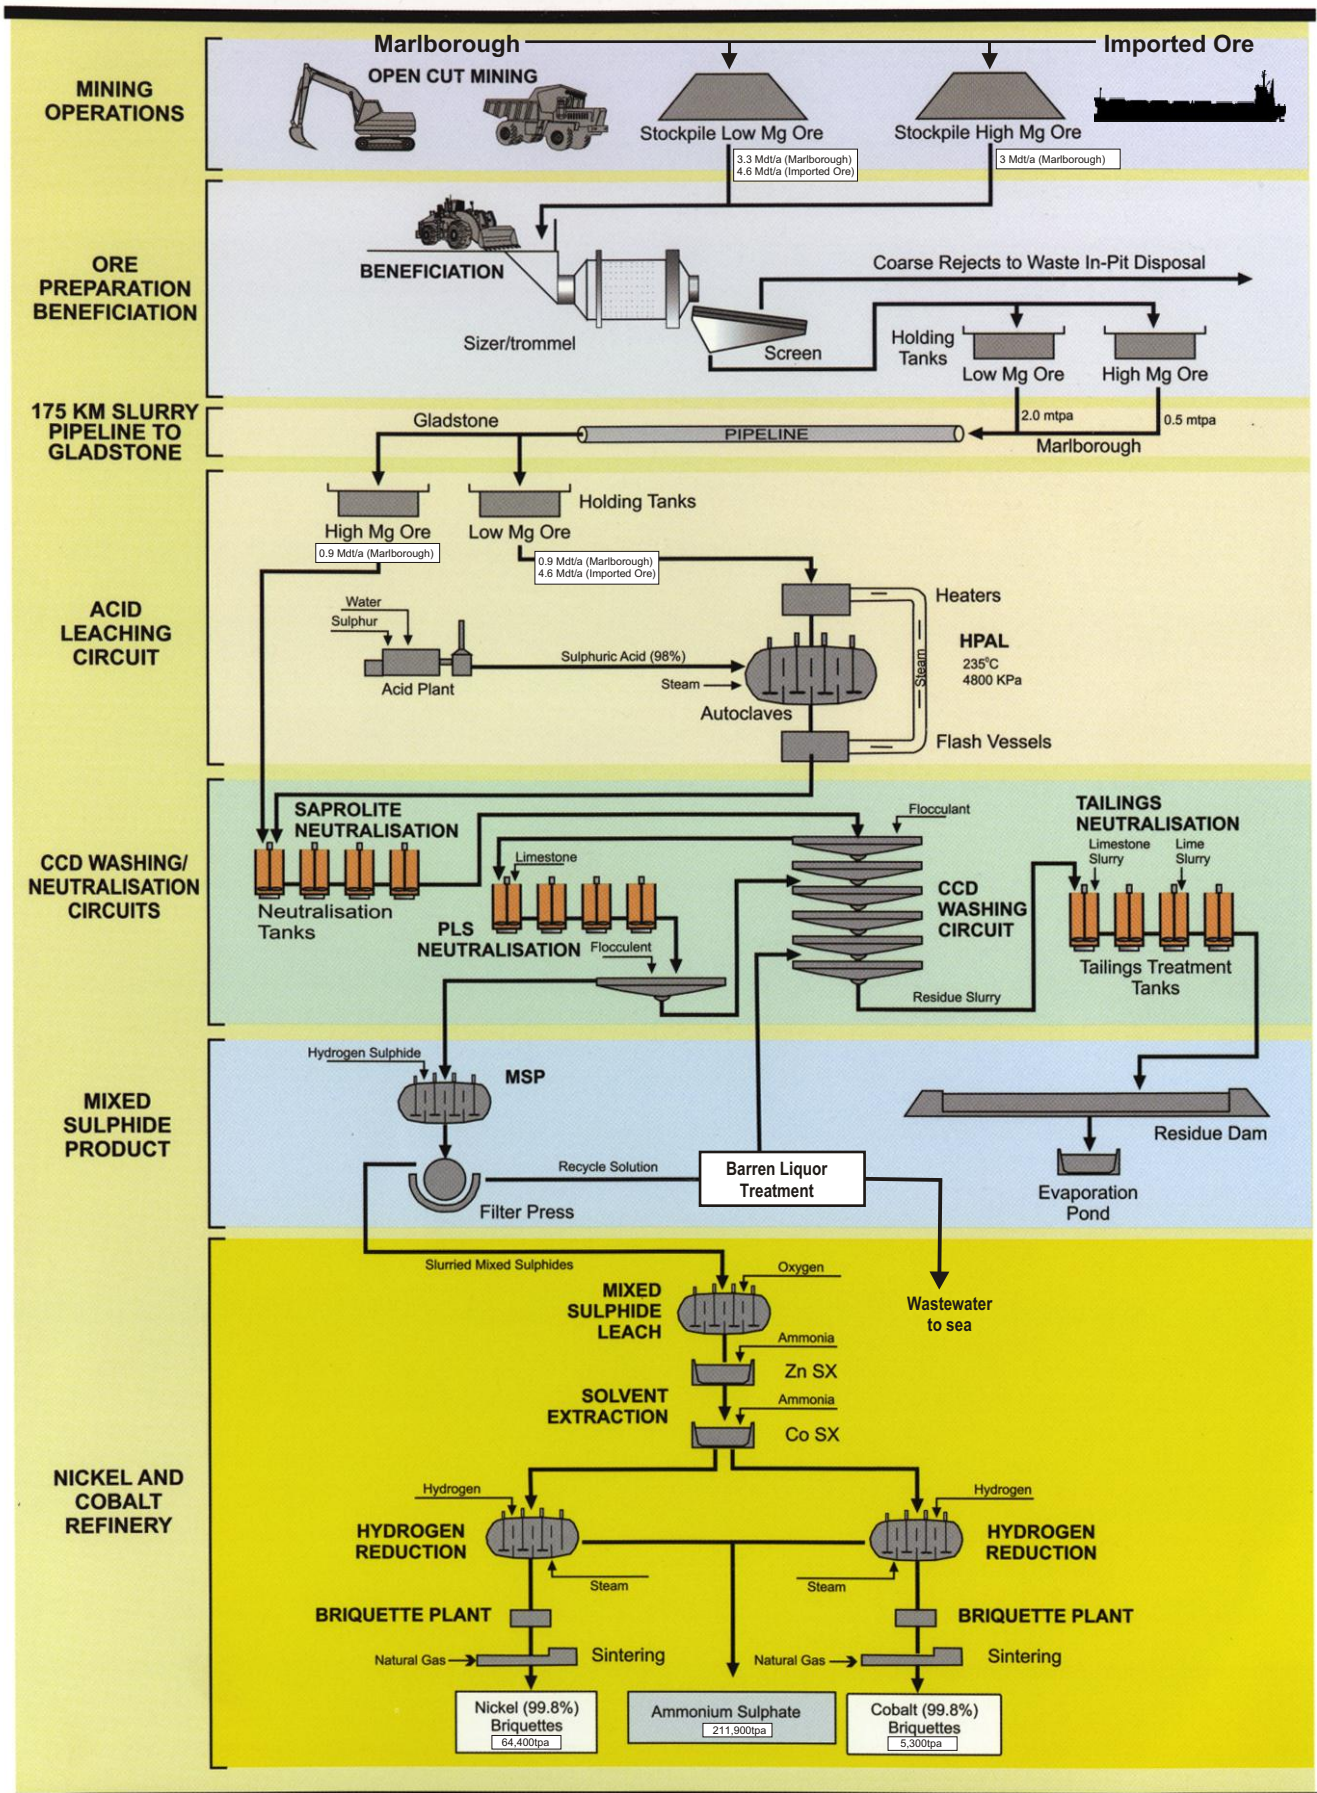 Marlborough
Imported Ore
MINING
OPERATIONS
OPEN CUT MINING
Stockpile Low Mg Ore
Stockpile High Mg Ore
3.3 Mdt/a (Marlborough)
4.6 Mdt/a (Imported Ore)
3 Mdt/a (Marlborough)
ORE
PREPARATION
BENEFICIATION
BENEFICIATION
Sizer/trommel
Screen
Coarse Rejects to Waste In-Pit Disposal
Holding
Tanks
Low Mg Ore
High Mg Ore
175 KM SLURRY
PIPELINE TO
GLADSTONE
Gladstone
PIPELINE
2.0 mtpa
0.5 mtpa
Marlborough
ACID
LEACHING
CIRCUIT
High Mg Ore
Low Mg Ore
Holding Tanks
0.9 Mdt/a (Marlborough)
0.9 Mdt/a (Marlborough)
4.6 Mdt/a (Imported Ore)
Water
Sulphur
Acid Plant
Sulphuric Acid (98%)
Steam
Autoclaves
Heaters
HPAL
235°C
4800 KPa
Steam
Flash Vessels
CCD WASHING/
NEUTRALISATION
CIRCUITS
SAPROLITE
NEUTRALISATION
Neutralisation
Tanks
Limestone
PLS
NEUTRALISATION
Flocculent
Flocculant
CCD
WASHING
CIRCUIT
Residue Slurry
TAILINGS
NEUTRALISATION
Limestone
Slurry
Lime
Slurry
Tailings Treatment
Tanks
MIXED
SULPHIDE
PRODUCT
Hydrogen Sulphide
MSP
Filter Press
Recycle Solution
Barren Liquor
Treatment
Residue Dam
Evaporation
Pond
Wastewater
to sea
NICKEL AND
COBALT
REFINERY
Slurried Mixed Sulphides
MIXED
SULPHIDE
LEACH
Oxygen
Ammonia
Zn SX
SOLVENT
EXTRACTION
Ammonia
Co SX
Hydrogen
HYDROGEN
REDUCTION
Steam
Hydrogen
HYDROGEN
REDUCTION
Steam
BRIQUETTE PLANT
BRIQUETTE PLANT
Natural Gas
Sintering
Natural Gas
Sintering
Nickel (99.8%)
Briquettes
64,400tpa
Ammonium Sulphate
211,900tpa
Cobalt (99.8%)
Briquettes
5,300tpa